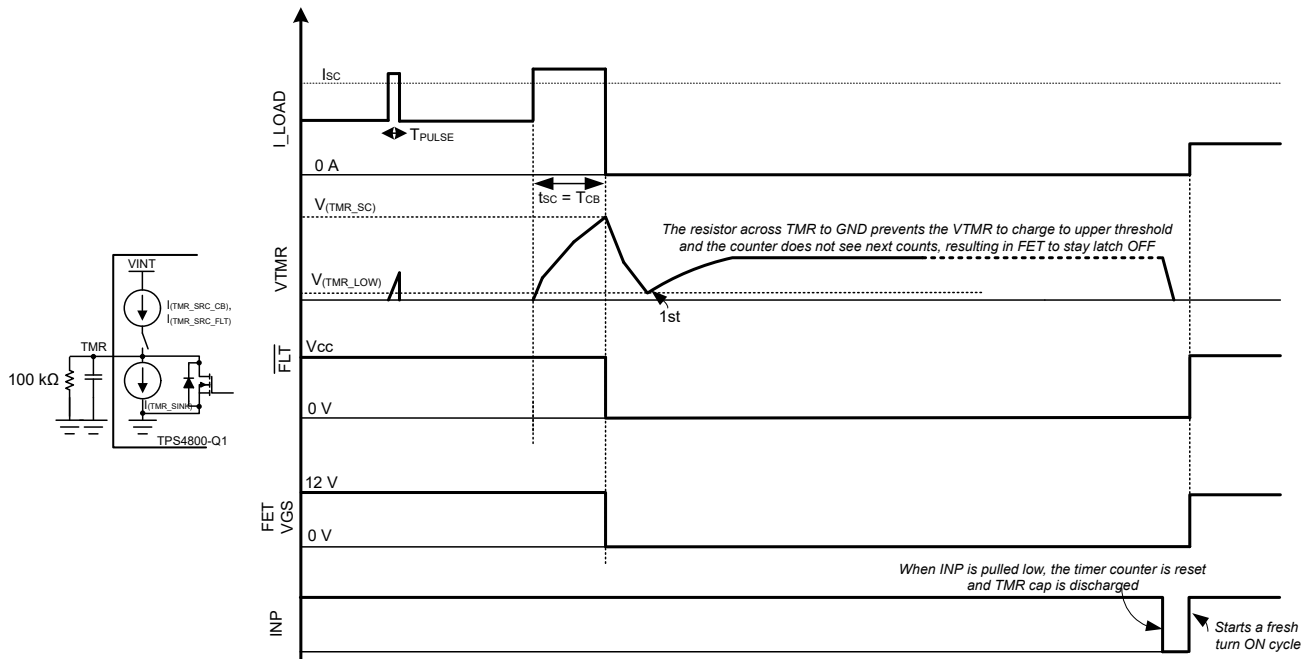 I_LOAD
ISC
TPULSE
0 A
tSC = TCB
VTMR
V(TMR_SC)
V(TMR_LOW)
The resistor across TMR to GND prevents the VTMR to charge to upper threshold
and the counter does not see next counts, resulting in FET to stay latch OFF
1st
VINT
I(TMR_SRC_CB),
I(TMR_SRC_FLT)
TMR
100 kΩ
I(TMR_SINK)
TPS4800-Q1
FLT
Vcc
0 V
FET
VGS
12 V
0 V
When INP is pulled low, the timer counter is reset
and TMR cap is discharged
INP
Starts a fresh
turn ON cycle